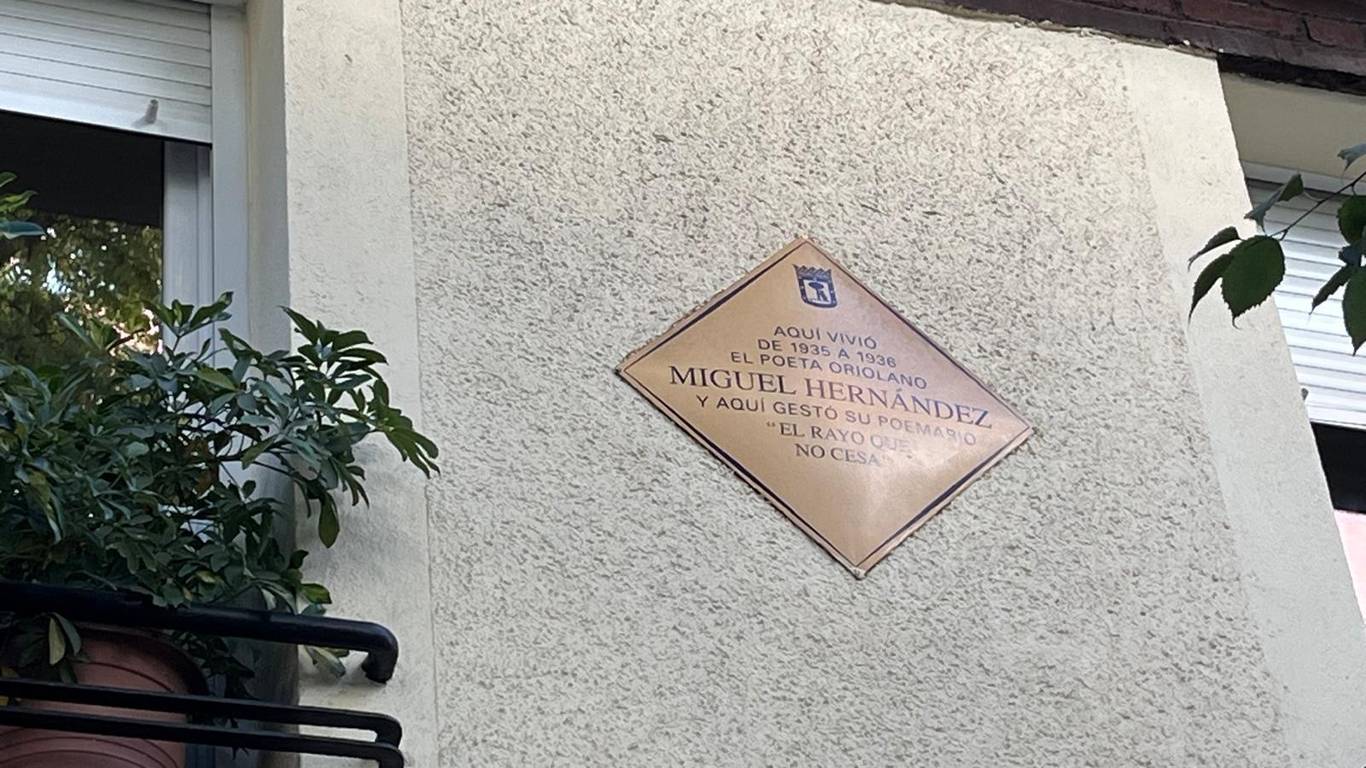 AQUÍ VIVIÓ
DE 1935 A 1936
EL POETA ORIOLANO
MIGUEL HERNÁNDEZ
Y AQUÍ GESTÓ SU POEMARIO
“EL RAYO QUE
NO CESA”